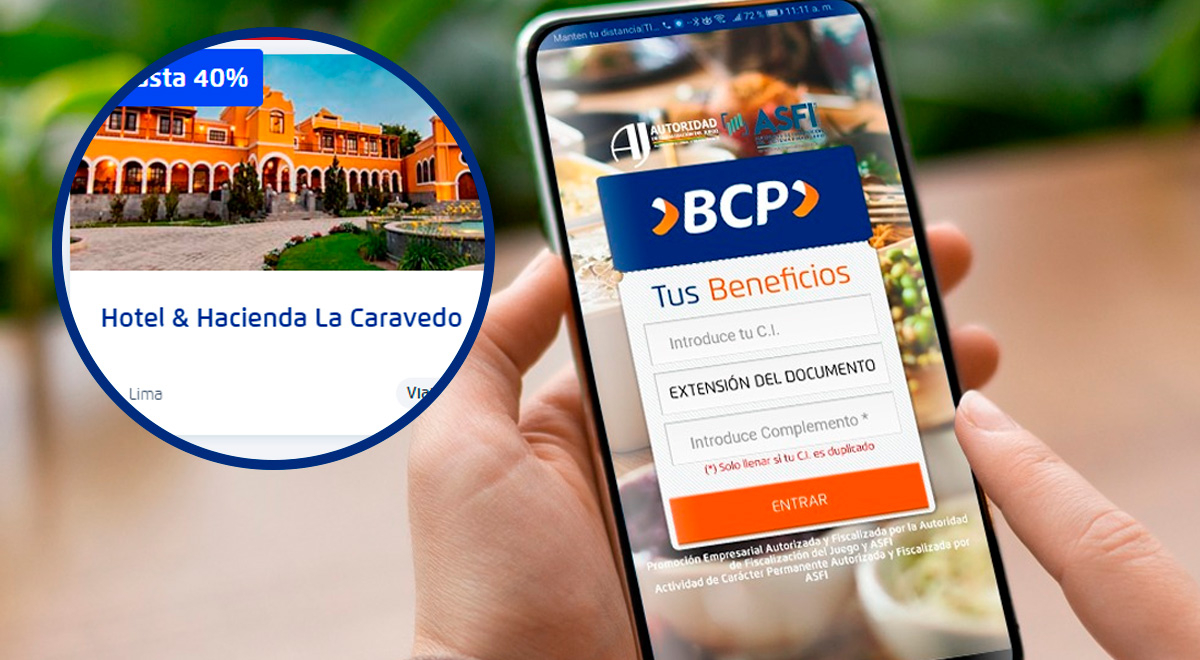 sta 40%
Hotel & Hacienda La Caravedo
Lima
Via
Manten tu distancia|TI... 72 % 11:11 a. m.
AJ AUTORIDAD
ASFI
BCP
Tus Beneficios
Introduce tu C.I.
EXTENSIÓN DEL DOCUMENTO
Introduce Complemento *
(*) Solo llenar si tu C.I. es duplicado
ENTRAR
Promoción Empresarial Autorizada y Fiscalizada por la Autoridad
de Fiscalización del Juego y ASFI
Actividad de Carácter Permanente Autorizada y Fiscalizada por
ASFI